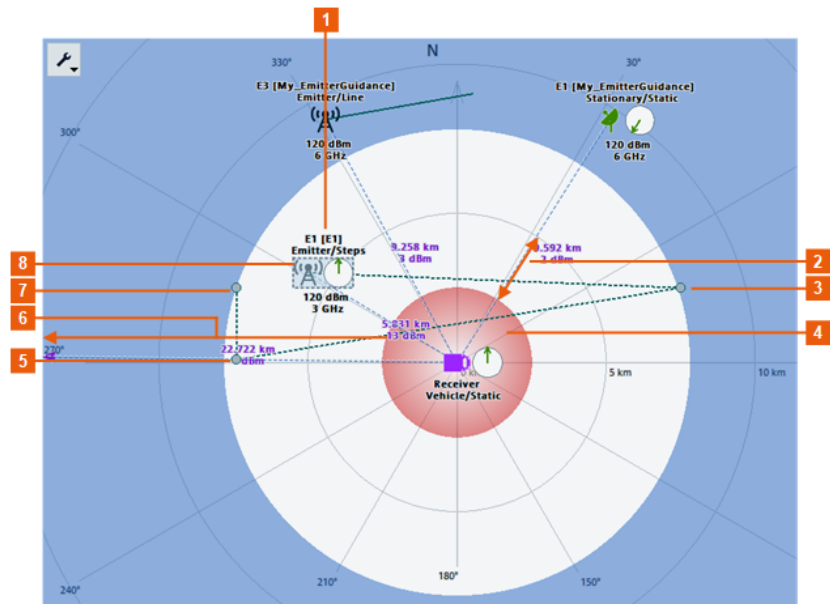 1
N
330°
30°
E3 [My_EmitterGuidance]
Emitter/Line
E1 [My_EmitterGuidance]
Stationary/Static
300°
120 dBm
6 GHz
120 dBm
6 GHz
E1 [E1]
Emitter/Steps
9.258 km
3 dBm
.592 km
2 dBm
2
8
7
120 dBm
3 GHz
3
6
5.831 km
13 dBm
4
270°
22.722 km
dBm
5
0 k
5 km
10 km
Receiver
Vehicle/Static
240°
210°
180°
150°